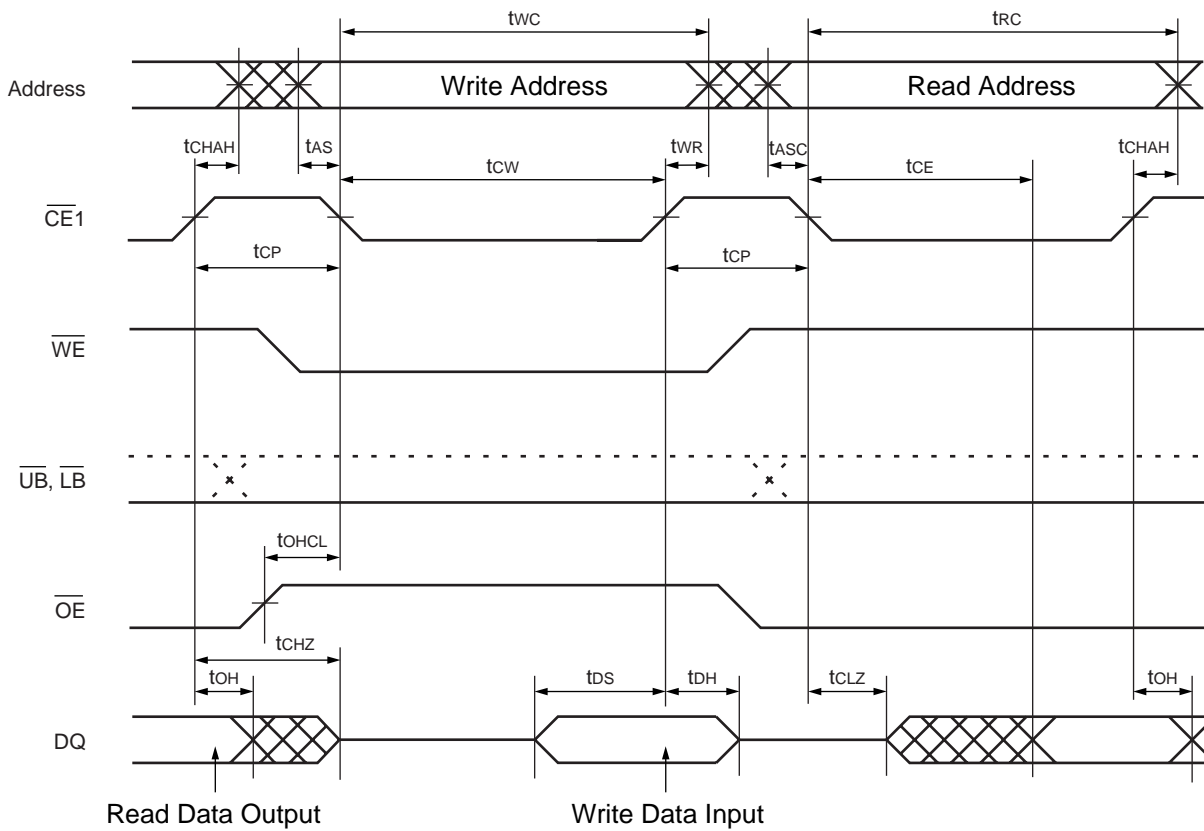 tWC tRC
Address Write Address Read Address
tCHAH tAS tWR tASC tCHAH
tCW tCE
CE1
tCP tCP
WE
UB, LB
tOHCL
OE
tCHZ
tOH tDS tDH tCLZ tOH
DQ
Read Data Output Write Data Input